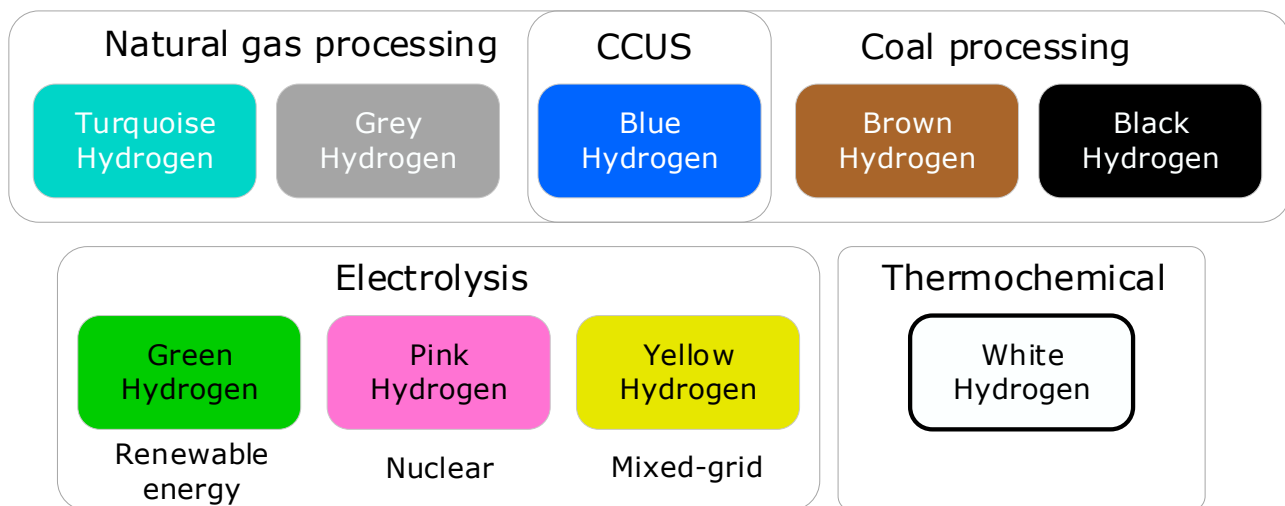 Natural gas processing
CCUS
Coal processing
Turquoise
Hydrogen
Grey
Hydrogen
Blue
Hydrogen
Brown
Hydrogen
Black
Hydrogen
Electrolysis
Thermochemical
Green
Hydrogen
Pink
Hydrogen
Yellow
Hydrogen
White
Hydrogen
Renewable
energy
Nuclear
Mixed-grid